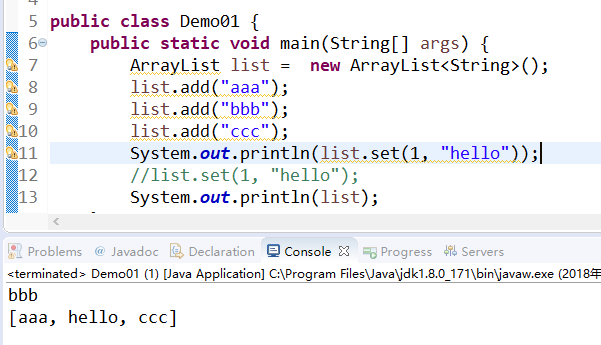 5 public class Demo01 {
6 public static void main(String[] args) {
7 ArrayList list =  new ArrayList<String>();
8 list.add("aaa");
9 list.add("bbb");
10 list.add("ccc");
11 System.out.println(list.set(1, "hello"));
12 //list.set(1, "hello");
13 System.out.println(list);
Problems @ Javadoc Declaration Console Progress Servers
<terminated> Demo01 (1) [Java Application] C:\Program Files\Java\jdk1.8.0_171\bin\javaw.exe (2018年
bbb
[aaa, hello, ccc]